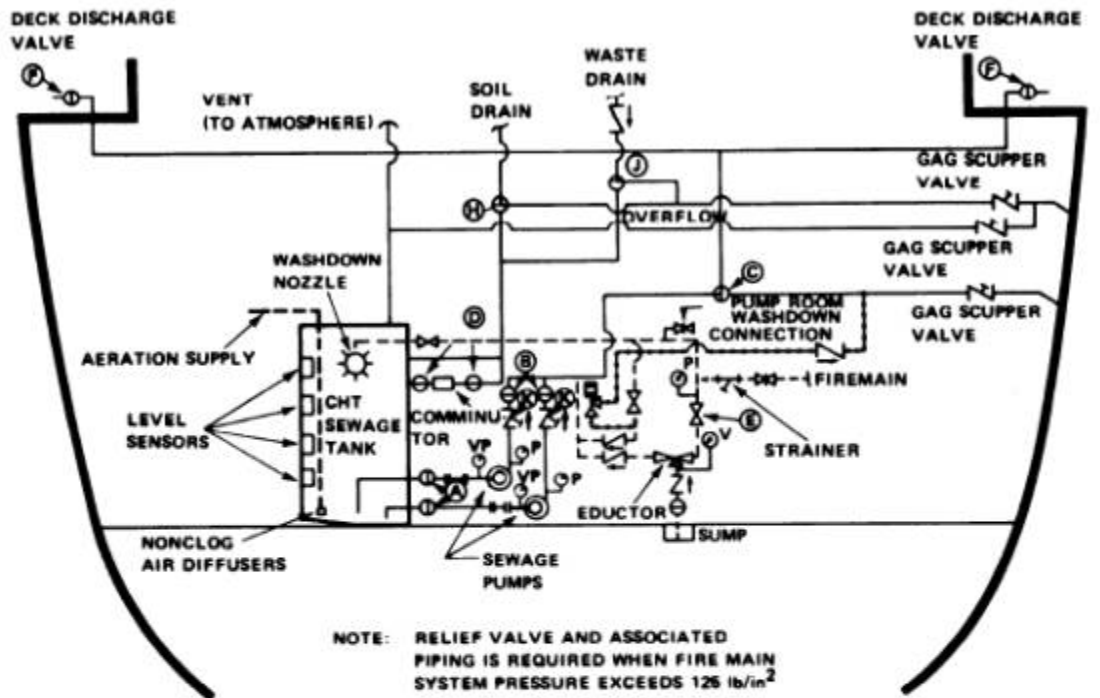 DECK DISCHARGE
VALVE
F
DECK DISCHARGE
VALVE
F
VENT
(TO ATMOSPHERE)
SOIL
DRAIN
WASTE
DRAIN
J
H
OVERFLOW
GAG SCUPPER
VALVE
GAG SCUPPER
VALVE
GAG SCUPPER
VALVE
WASHDOWN
NOZZLE
D
C
PUMP ROOM
WASHDOWN
CONNECTION
AERATION SUPPLY
B
P
FIREMAIN
LEVEL
SENSORS
CHT
SEWAGE
TANK
COMMINU
TOR
E
V
STRAINER
VP
P
VP
P
A
EDUCTOR
SUMP
NONCLOG
AIR DIFFUSERS
SEWAGE
PUMPS
NOTE: RELIEF VALVE AND ASSOCIATED
PIPING IS REQUIRED WHEN FIRE MAIN
SYSTEM PRESSURE EXCEEDS 125 lb/in²